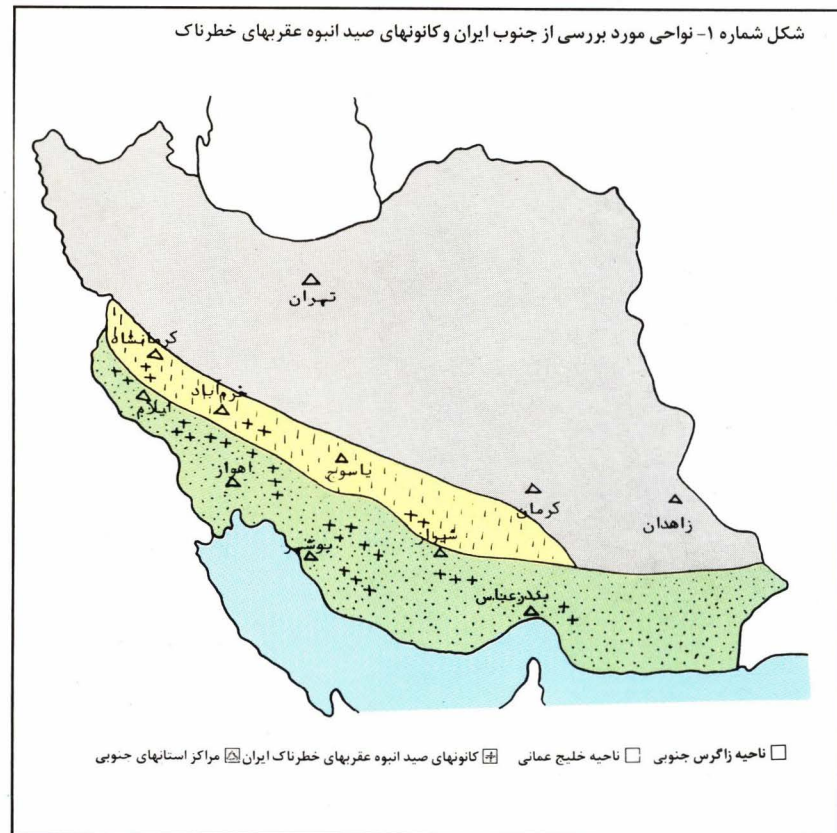 شکل شماره ۱- نواحی مورد بررسی از جنوب ایران و کانونهای صید انبوه عقربهای خطرناک
تهران
کرمانشاه
خرم‌آباد
ایلام
اهواز
یاسوج
کرمان
زاهدان
شیراز
بوشهر
بندرعباس
ناحیه زاگرس جنوبی ناحیه خلیج عمانی کانونهای صید انبوه عقربهای خطرناک ایران مراکز استانهای جنوبی